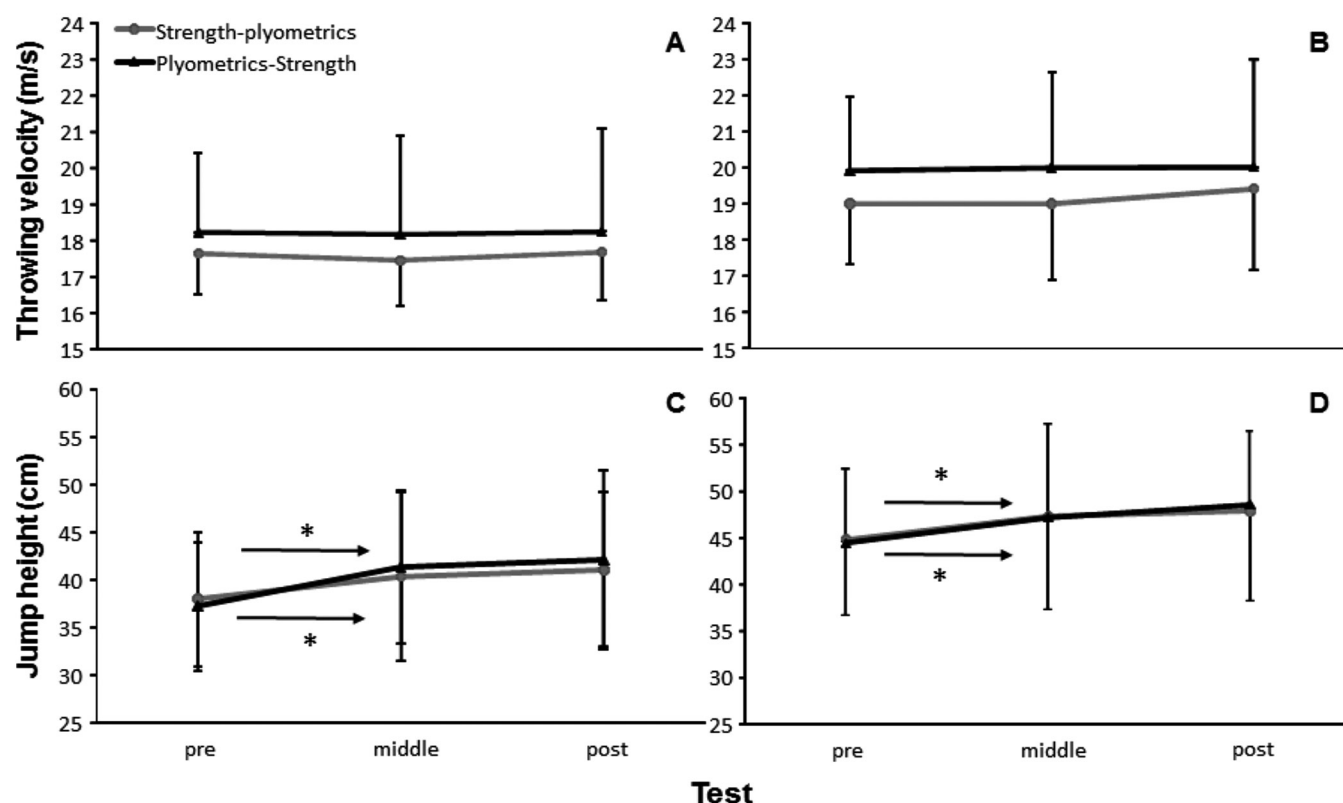 Strength-plyometrics
Plyometrics-Strength
A
Throwing velocity (m/s)
24
23
22
21
20
19
18
17
16
15
B
24
23
22
21
20
19
18
17
16
15
C
Jump height (cm)
60
55
50
45
40
35
30
25
*
*
pre
middle
post
D
60
55
50
45
40
35
30
25
*
*
pre
middle
post
Test